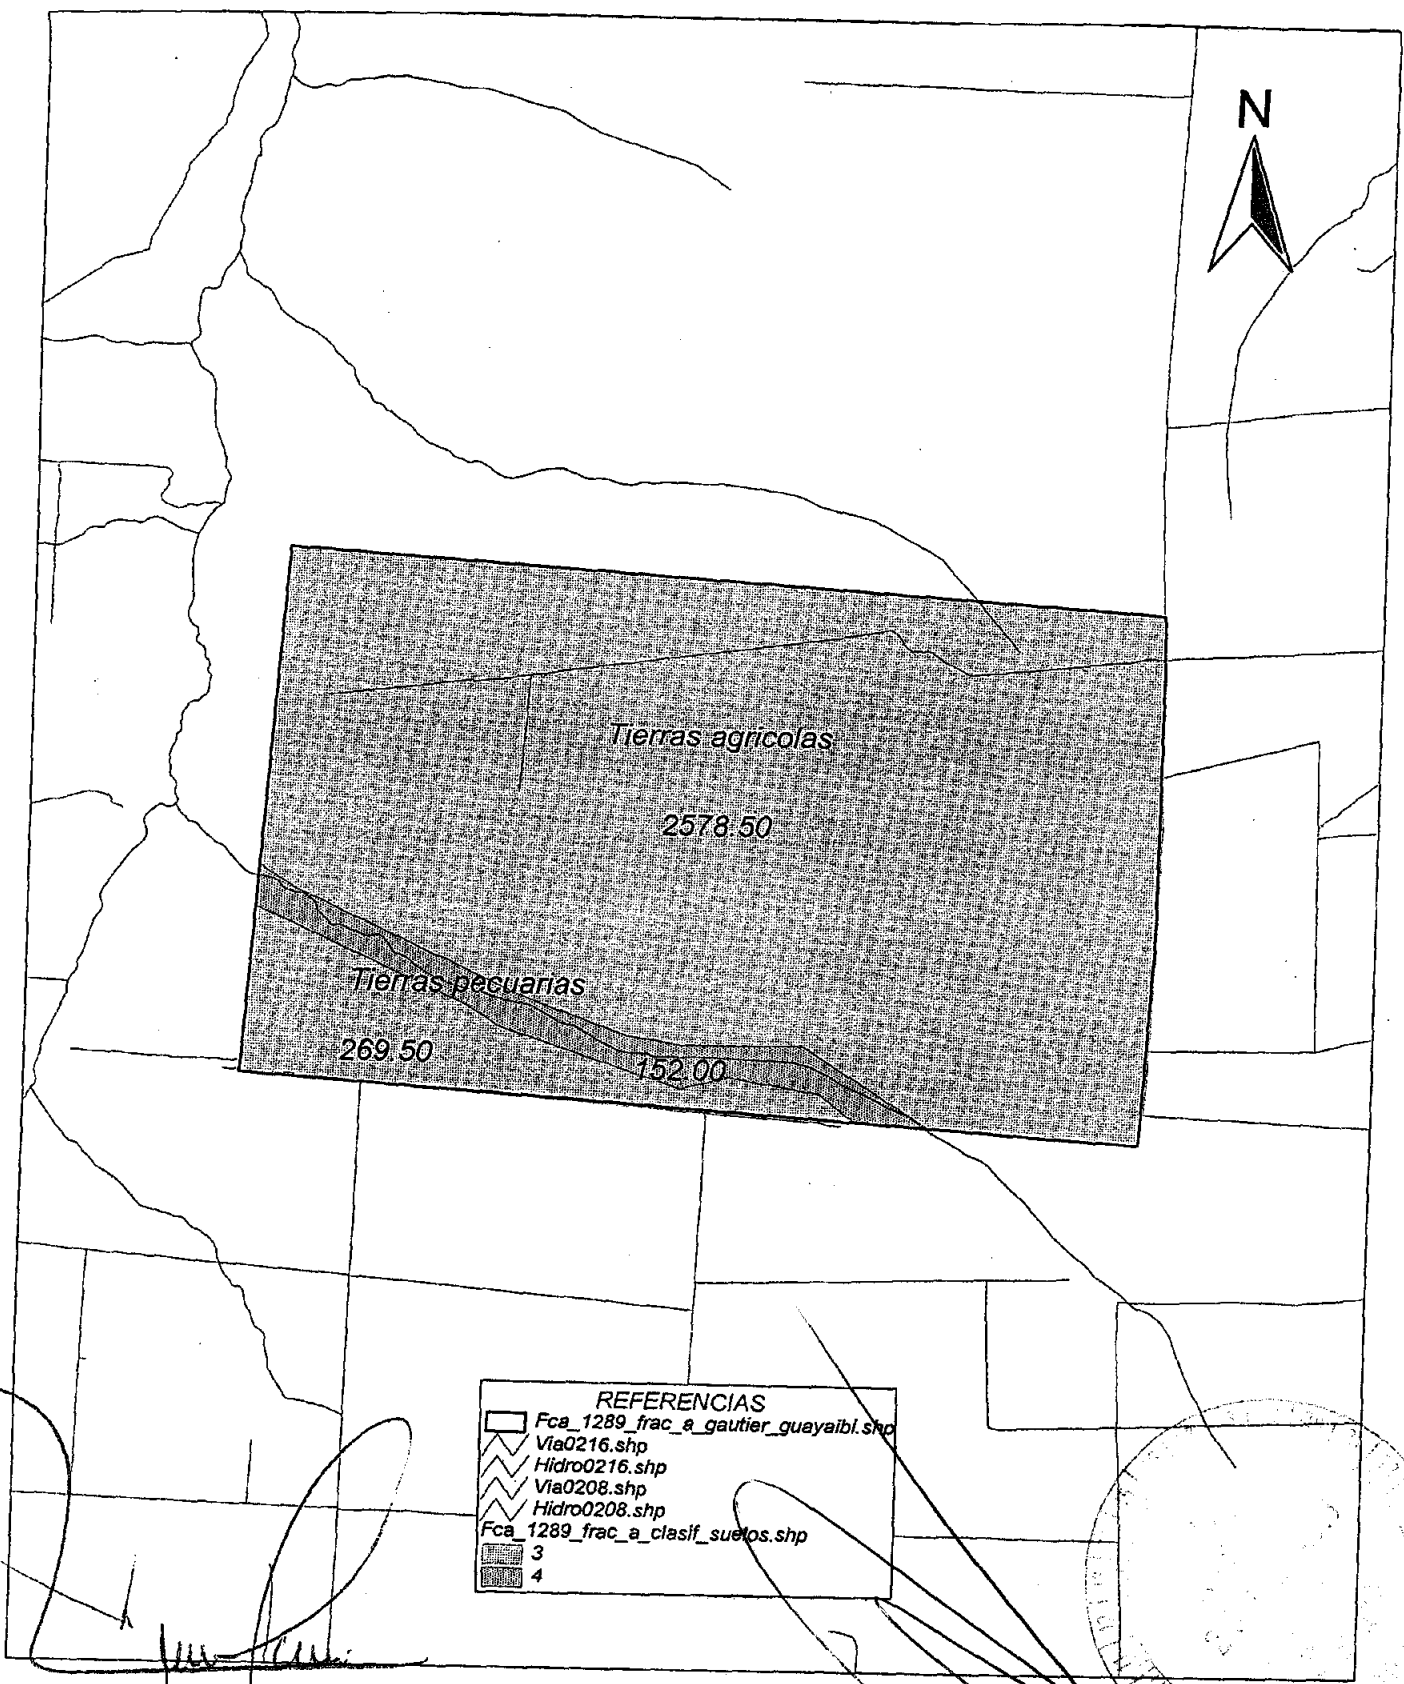 N
Tierras agricolas
2578.50
Tierras pecuarias
269.50
152.00
REFERENCIAS
Fca_1289_frac_a_gautier_guayaibi.shp
Via0216.shp
Hidro0216.shp
Via0208.shp
Hidro0208.shp
Fca_1289_frac_a_clasif_suelos.shp
3
4